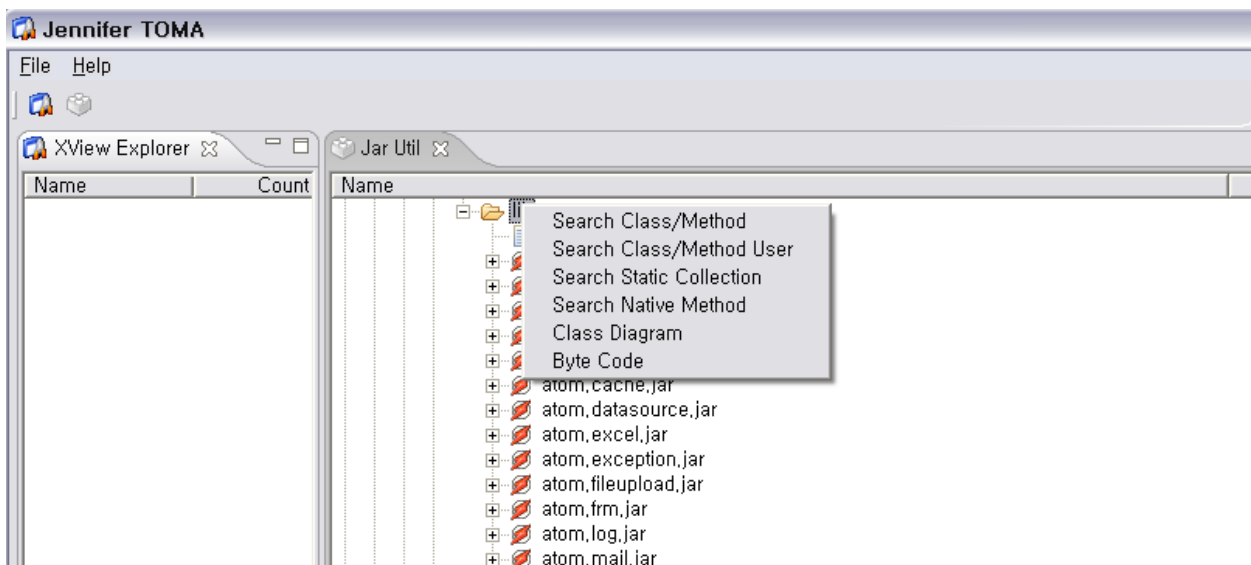 Jennifer TOMA
File Help
XView Explorer
Jar Util
Name Count
Name
Search Class/Method
Search Class/Method User
Search Static Collection
Search Native Method
Class Diagram
Byte Code
atom,cache,jar
atom,datasource,jar
atom,excel,jar
atom,exception,jar
atom,fileupload,jar
atom,frm,jar
atom,log,jar
atom,mail,jar